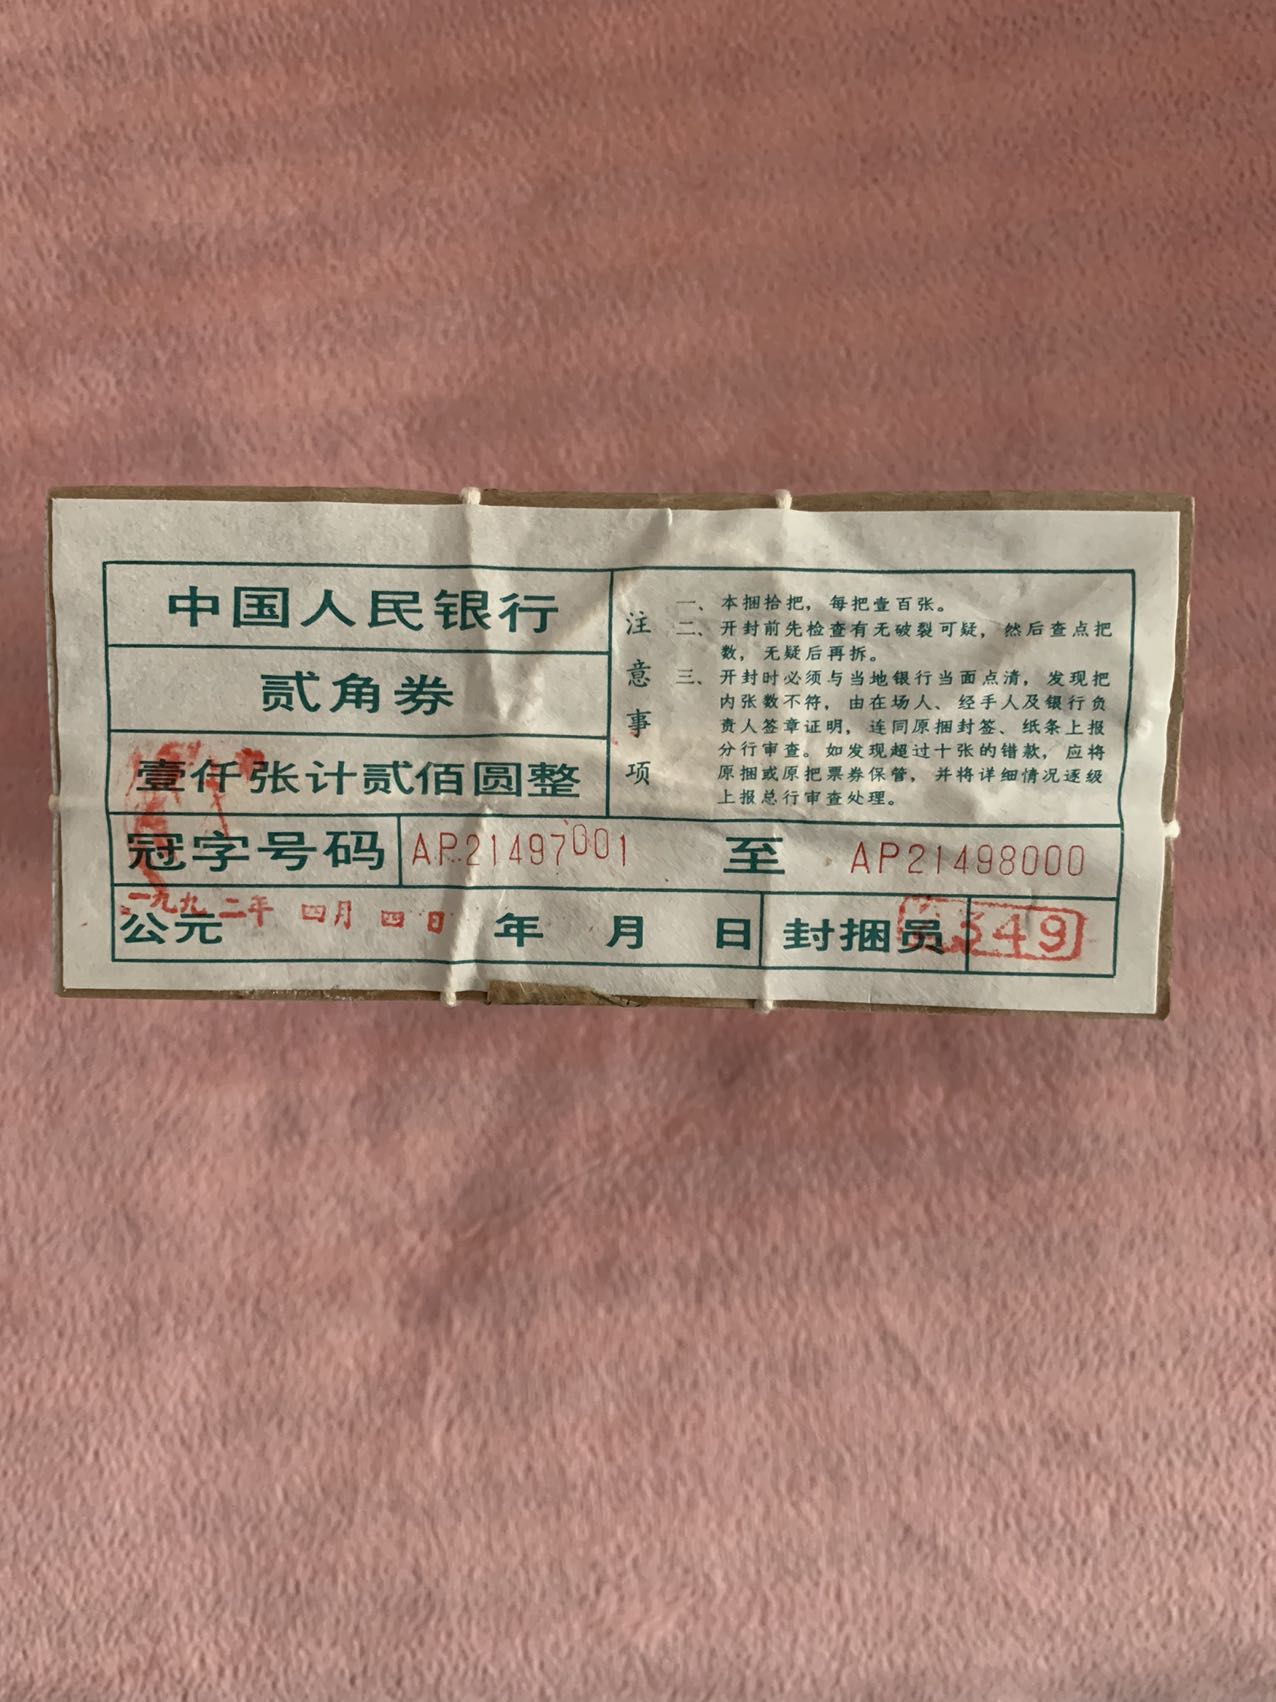 中国人民银行
贰角券
壹仟张计贰佰圆整
注意事项
一、本捆拾把，每把壹百张。
二、开封前先检查有无破裂可疑，然后查点把
数，无疑后再拆。
三、开封时必须与当地银行当面点清，发现把
内张数不符，由在场人、经手人及银行负
责人签章证明，连同原捆封签、纸条上报
分行审查。如发现超过十张的错款，应将
原捆或原把票券保管，并将详细情况逐级
上报总行审查处理。
冠字号码 AP21497001 至 AP21498000
一九九二年 四月四日
公元 年 月 日 封捆员 349